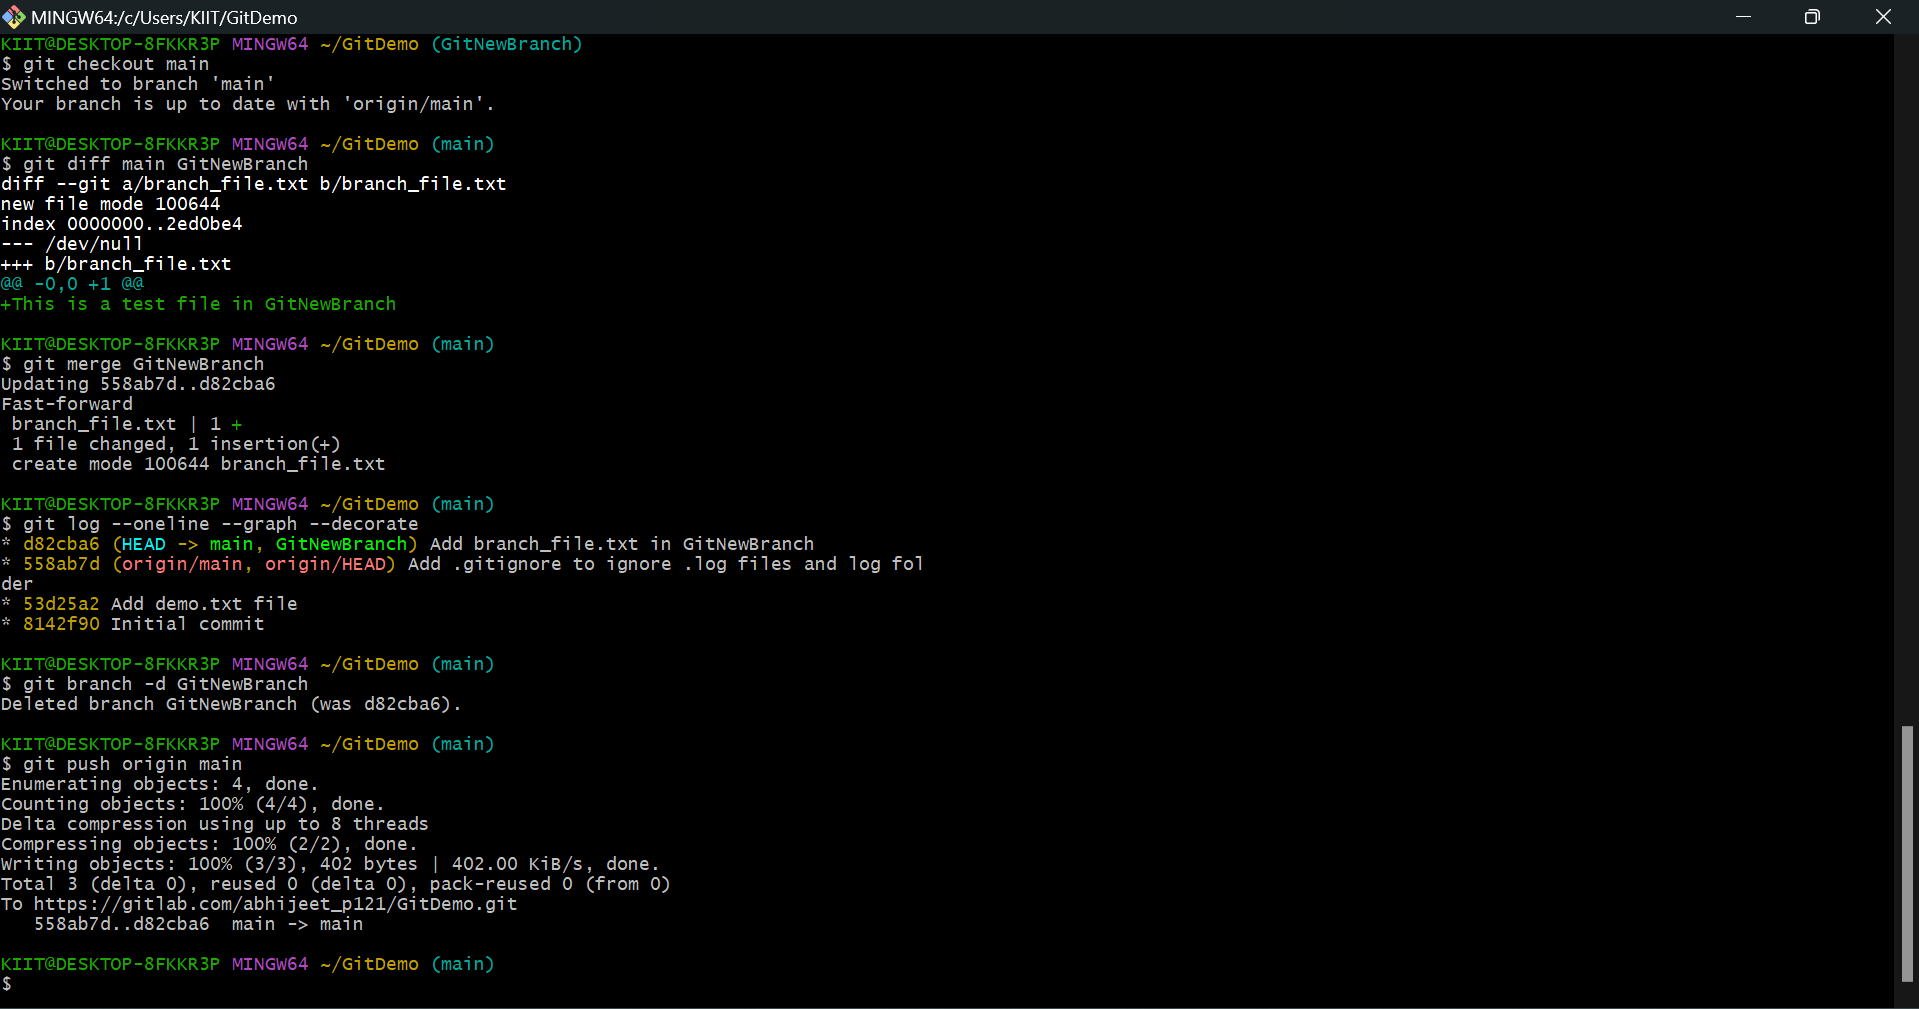 MINGW64:/c/Users/KIIT/GitDemo
KIIT@DESKTOP-8FKKR3P MINGW64 ~/GitDemo (GitNewBranch)
$ git checkout main
Switched to branch 'main'
Your branch is up to date with 'origin/main'.
KIIT@DESKTOP-8FKKR3P MINGW64 ~/GitDemo (main)
$ git diff main GitNewBranch
diff --git a/branch_file.txt b/branch_file.txt
new file mode 100644
index 0000000..2ed0be4
--- /dev/null
+++ b/branch_file.txt
@@ -0,0 +1 @@
+This is a test file in GitNewBranch
KIIT@DESKTOP-8FKKR3P MINGW64 ~/GitDemo (main)
$ git merge GitNewBranch
Updating 558ab7d..d82cba6
Fast-forward
 branch_file.txt | 1 +
 1 file changed, 1 insertion(+)
 create mode 100644 branch_file.txt
KIIT@DESKTOP-8FKKR3P MINGW64 ~/GitDemo (main)
$ git log --oneline --graph --decorate
* d82cba6 (HEAD -> main, GitNewBranch) Add branch_file.txt in GitNewBranch
* 558ab7d (origin/main, origin/HEAD) Add .gitignore to ignore .log files and log fol
der
* 53d25a2 Add demo.txt file
* 8142f90 Initial commit
KIIT@DESKTOP-8FKKR3P MINGW64 ~/GitDemo (main)
$ git branch -d GitNewBranch
Deleted branch GitNewBranch (was d82cba6).
KIIT@DESKTOP-8FKKR3P MINGW64 ~/GitDemo (main)
$ git push origin main
Enumerating objects: 4, done.
Counting objects: 100% (4/4), done.
Delta compression using up to 8 threads
Compressing objects: 100% (2/2), done.
Writing objects: 100% (3/3), 402 bytes | 402.00 KiB/s, done.
Total 3 (delta 0), reused 0 (delta 0), pack-reused 0 (from 0)
To https://gitlab.com/abhijeet_p121/GitDemo.git
   558ab7d..d82cba6  main -> main
KIIT@DESKTOP-8FKKR3P MINGW64 ~/GitDemo (main)
$